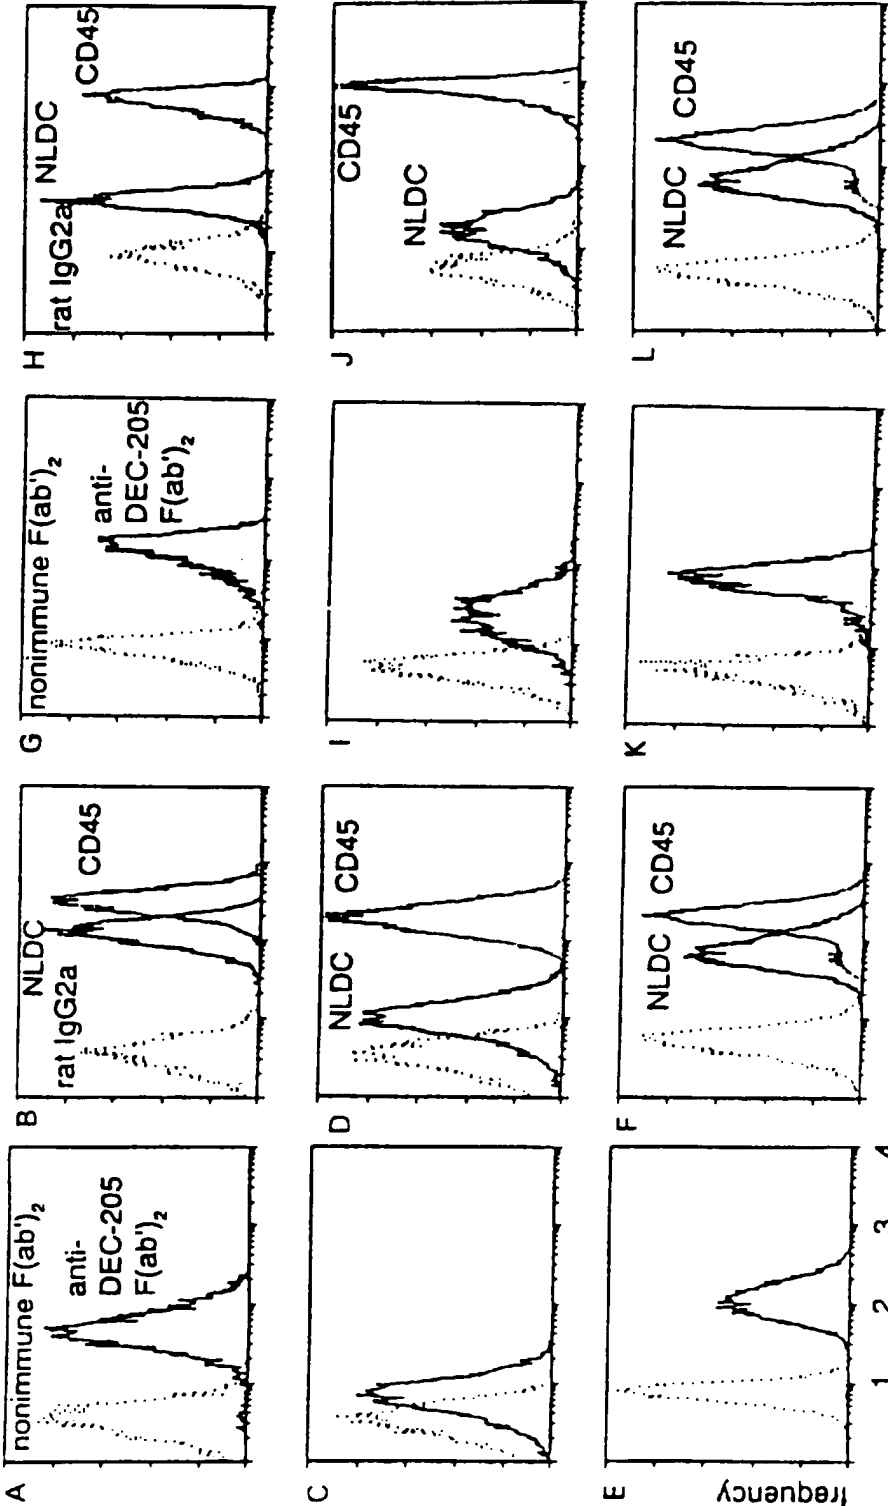 A
nonimmune F(ab')₂
anti-
DEC-205
F(ab')₂
B
NLDC
rat IgG2a
CD45
G
nonimmune F(ab')₂
anti-
DEC-205
F(ab')₂
H
rat IgG2a
NLDC
CD45
C
D
NLDC
CD45
I
J
NLDC
CD45
E
frequency
1
2
3
4
F
NLDC
CD45
K
L
NLDC
CD45